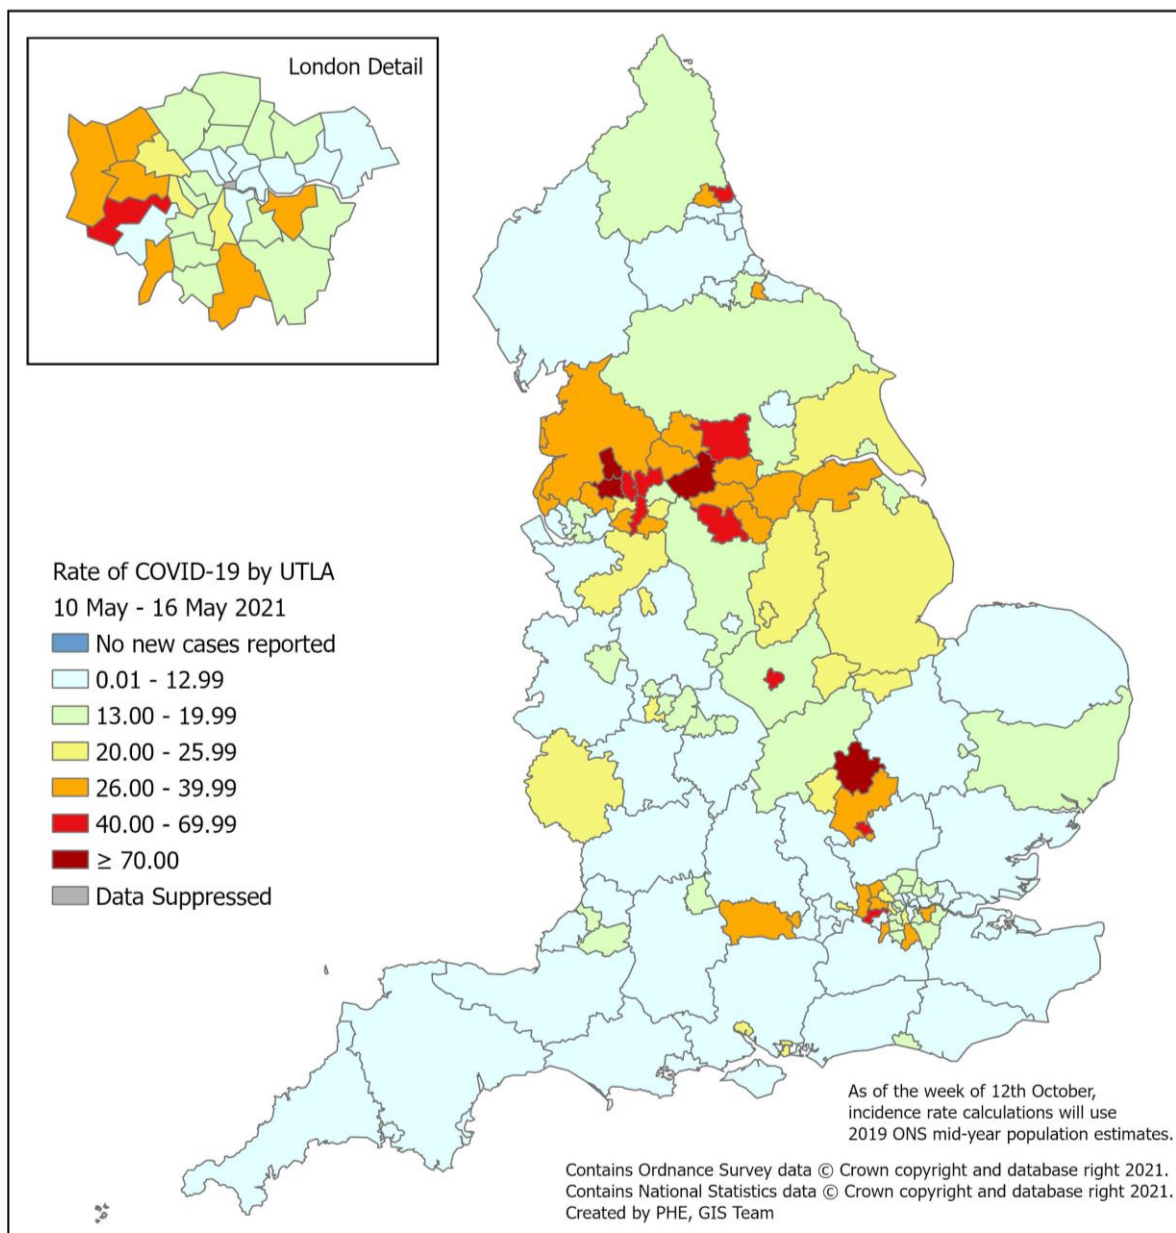 London Detail
Rate of COVID-19 by UTLA
10 May - 16 May 2021
No new cases reported
0.01 - 12.99
13.00 - 19.99
20.00 - 25.99
26.00 - 39.99
40.00 - 69.99
≥ 70.00
Data Suppressed
As of the week of 12th October,
incidence rate calculations will use
2019 ONS mid-year population estimates.
Contains Ordnance Survey data © Crown copyright and database right 2021.
Contains National Statistics data © Crown copyright and database right 2021.
Created by PHE, GIS Team